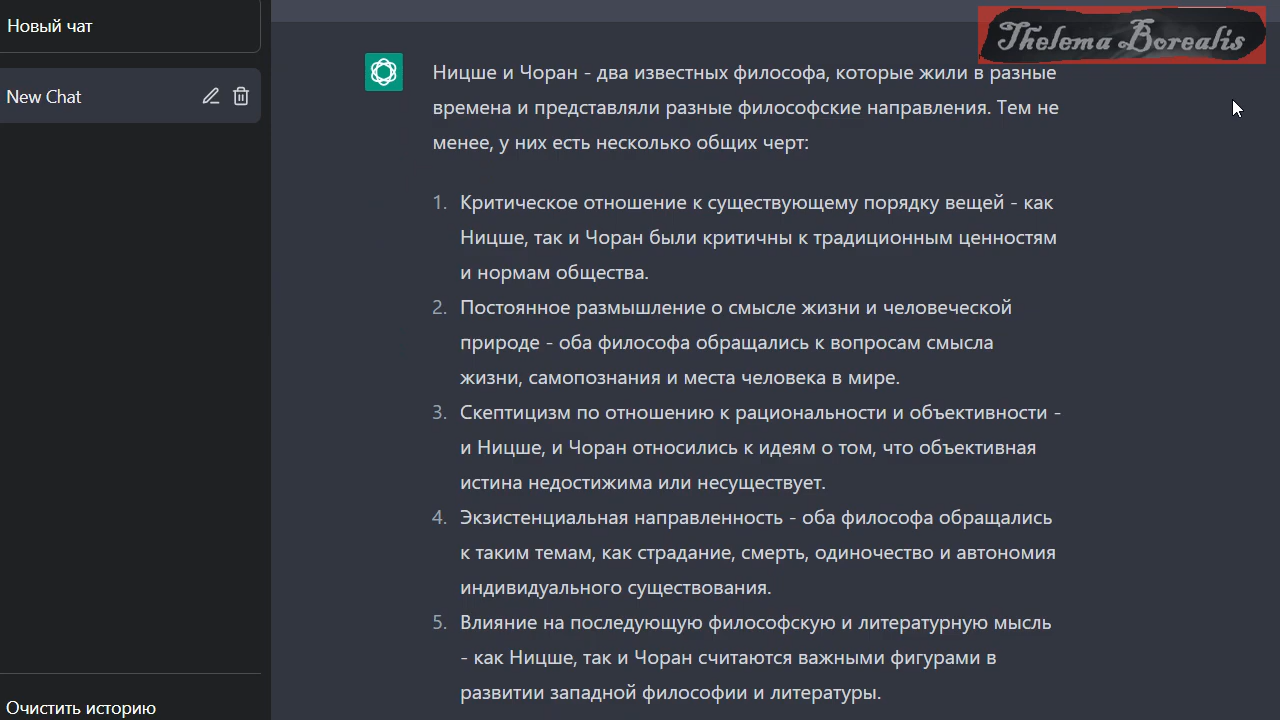 Новый чат
New Chat
Thelema Borealis
Ницше и Чоран - два известных философа, которые жили в разные
времена и представляли разные философские направления. Тем не
менее, у них есть несколько общих черт:
1. Критическое отношение к существующему порядку вещей - как
Ницше, так и Чоран были критичны к традиционным ценностям
и нормам общества.
2. Постоянное размышление о смысле жизни и человеческой
природе - оба философа обращались к вопросам смысла
жизни, самопознания и места человека в мире.
3. Скептицизм по отношению к рациональности и объективности -
и Ницше, и Чоран относились к идеям о том, что объективная
истина недостижима или несуществует.
4. Экзистенциальная направленность - оба философа обращались
к таким темам, как страдание, смерть, одиночество и автономия
индивидуального существования.
5. Влияние на последующую философскую и литературную мысль
- как Ницше, так и Чоран считаются важными фигурами в
развитии западной философии и литературы.
Очистить историю